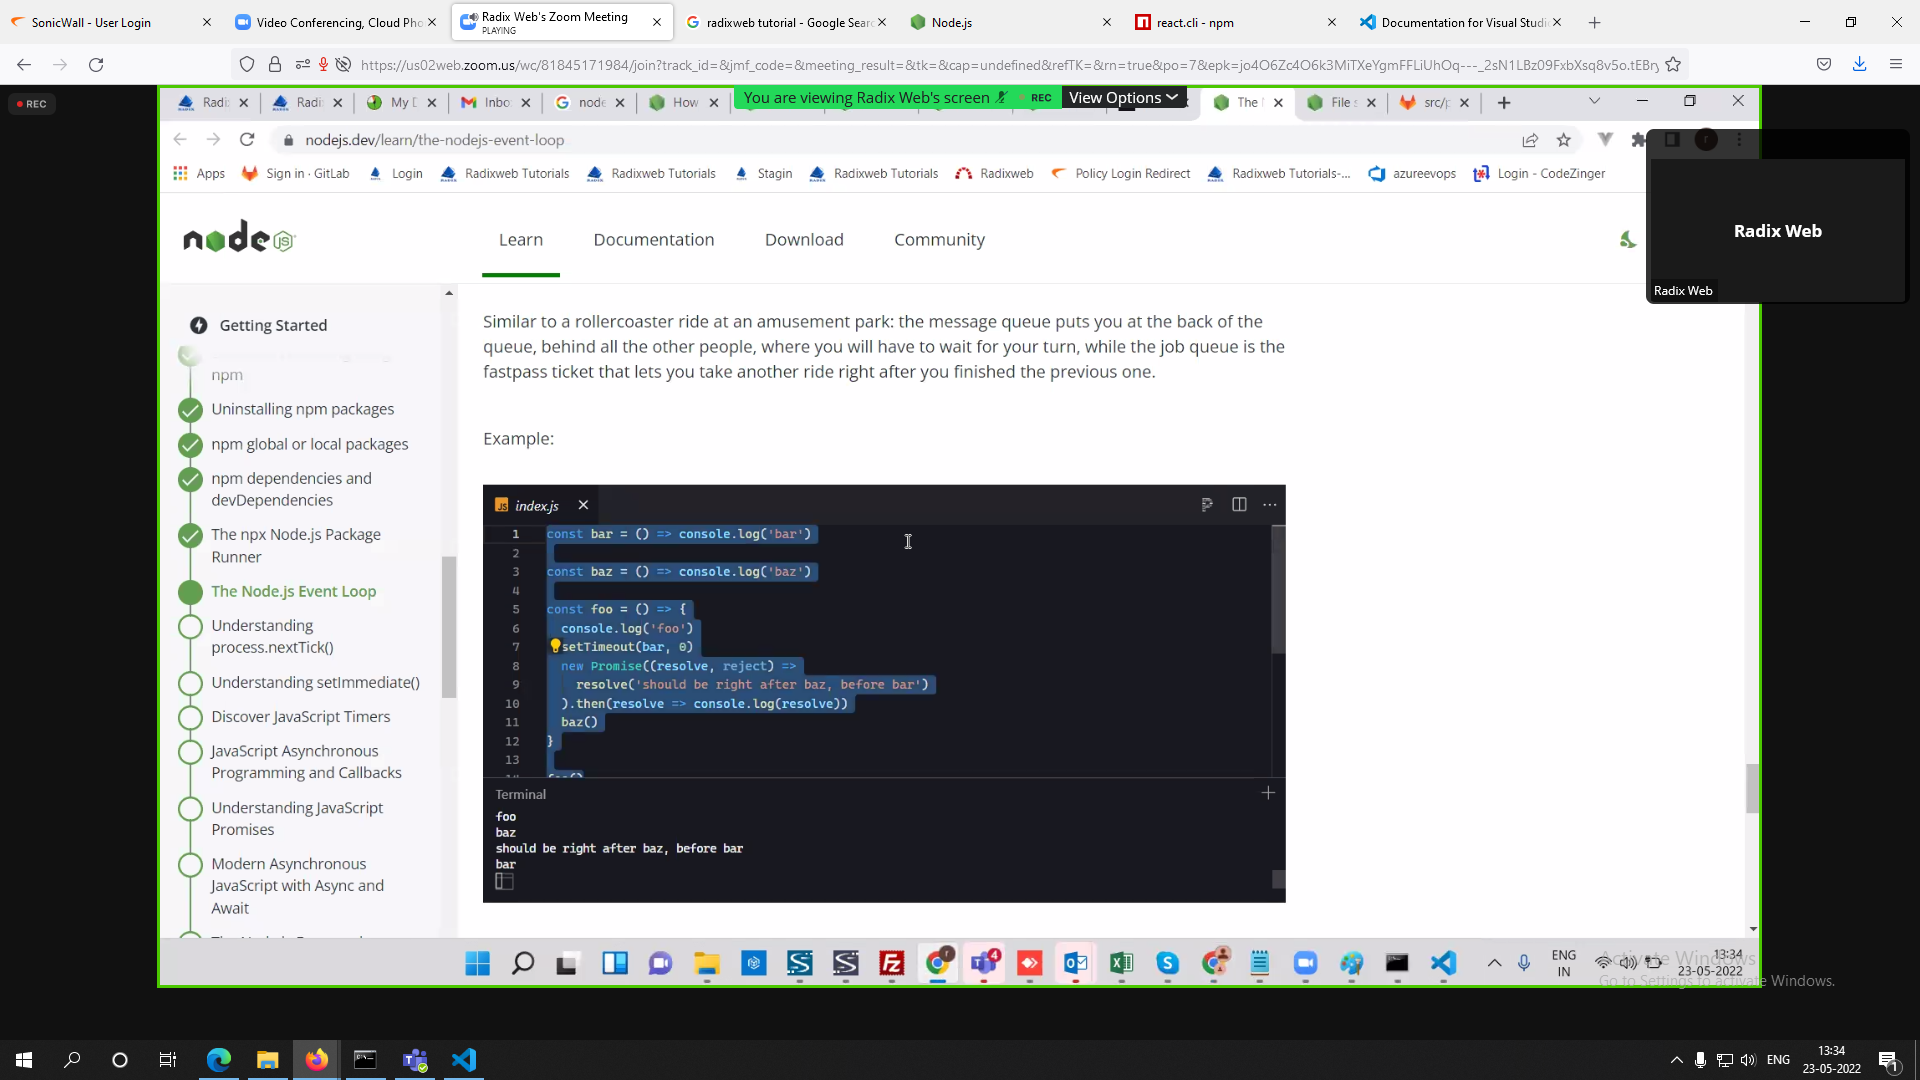 SonicWall - User Login
Video Conferencing, Cloud Pho
Radix Web's Zoom Meeting
PLAYING
radixweb tutorial - Google Sear
Node.js
react.cli - npm
Documentation for Visual Studi
https://us02web.zoom.us/wc/81845171984/join?track_id=&jmf_code=&meeting_result=&tk=&cap=undefined&refTK=&rn=true&po=7&epk=jo4O6Zc4O6k3MiTXeYgmFFLiUhOq---_2sN1LBz09FxbXsq8v5o.tEBry
REC
Radi
Radi
My D
Inbo
node
How
You are viewing Radix Web's screen
REC
View Options
The
File
src/p
nodejs.dev/learn/the-nodejs-event-loop
Apps
Sign in · GitLab
Login
Radixweb Tutorials
Radixweb Tutorials
Stagin
Radixweb Tutorials
Radixweb
Policy Login Redirect
Radixweb Tutorials-...
azureevops
Login - CodeZinger
node
JS
Learn
Documentation
Download
Community
Radix Web
Radix Web
Getting Started
npm
Uninstalling npm packages
npm global or local packages
npm dependencies and
devDependencies
The npx Node.js Package
Runner
The Node.js Event Loop
Understanding
process.nextTick()
Understanding setImmediate()
Discover JavaScript Timers
JavaScript Asynchronous
Programming and Callbacks
Understanding JavaScript
Promises
Modern Asynchronous
JavaScript with Async and
Await
Similar to a rollercoaster ride at an amusement park: the message queue puts you at the back of the
queue, behind all the other people, where you will have to wait for your turn, while the job queue is the
fastpass ticket that lets you take another ride right after you finished the previous one.
Example:
JS index.js
1 const bar = () => console.log('bar')
2
3 const baz = () => console.log('baz')
4
5 const foo = () => {
6 console.log('foo')
7 setTimeout(bar, 0)
8 new Promise((resolve, reject) =>
9 resolve('should be right after baz, before bar')
10 ).then(resolve => console.log(resolve))
11 baz()
12 }
13
14 foo()
Terminal
foo
baz
should be right after baz, before bar
bar
ENG
IN
13:34
23-05-2022
Activate Windows
Go to Settings to activate Windows.
ENG
13:34
23-05-2022
1